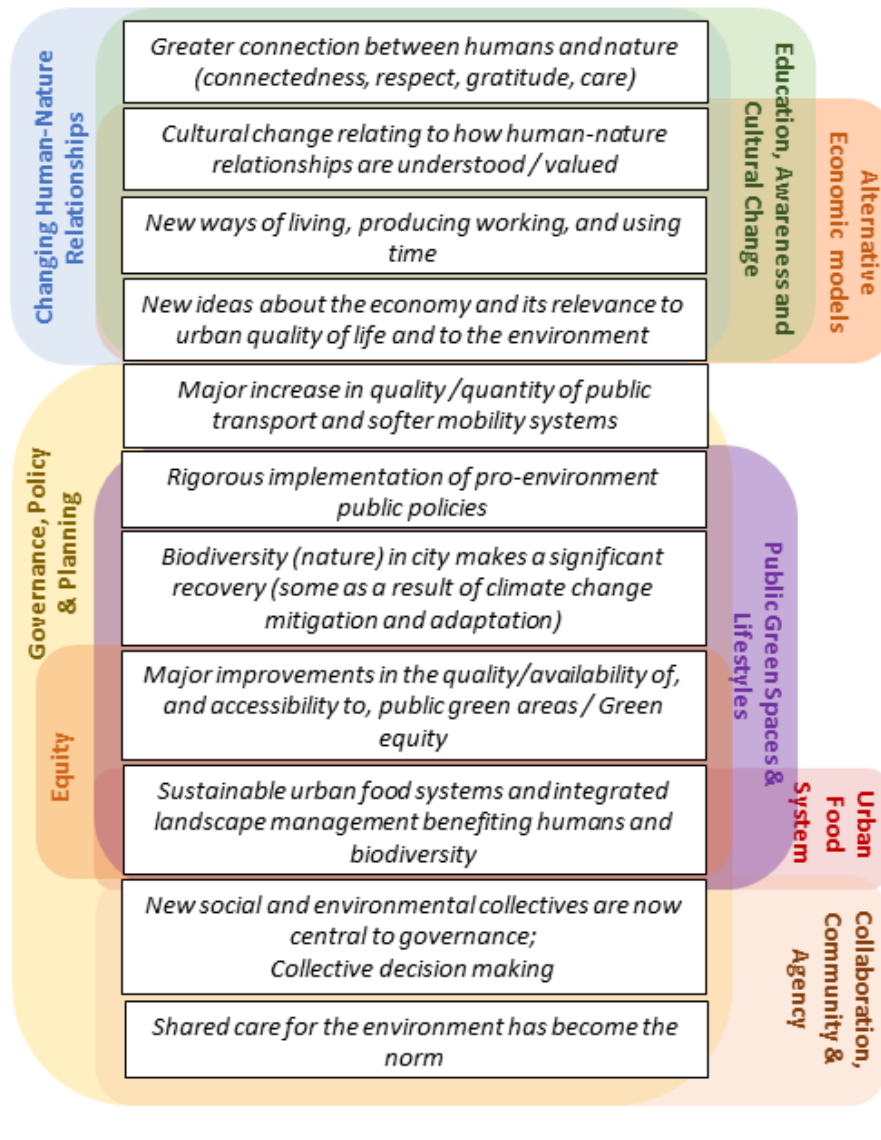 Changing Human-Nature
Relationships
Greater connection between humans and nature
(connectedness, respect, gratitude, care)
Cultural change relating to how human-nature
relationships are understood / valued
New ways of living, producing working, and using
time
New ideas about the economy and its relevance to
urban quality of life and to the environment
Education, Awareness and
Cultural Change
Alternative
Economic models
Governance, Policy
& Planning
Major increase in quality /quantity of public
transport and softer mobility systems
Rigorous implementation of pro-environment
public policies
Biodiversity (nature) in city makes a significant
recovery (some as a result of climate change
mitigation and adaptation)
Public Green Spaces &
Lifestyles
Equity
Major improvements in the quality/availability of,
and accessibility to, public green areas / Green
equity
Sustainable urban food systems and integrated
landscape management benefiting humans and
biodiversity
Urban
Food
System
New social and environmental collectives are now
central to governance;
Collective decision making
Shared care for the environment has become the
norm
Collaboration,
Community &
Agency